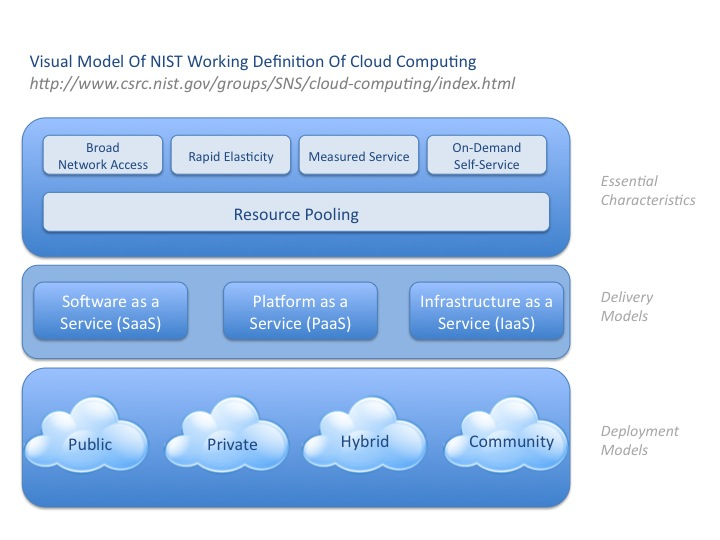 Visual Model Of NIST Working Definition Of Cloud Computing
http://www.csrc.nist.gov/groups/SNS/cloud-computing/index.html
Broad
Network Access
Rapid Elasticity
Measured Service
On-Demand
Self-Service
Resource Pooling
Essential
Characteristics
Software as a
Service (SaaS)
Platform as a
Service (PaaS)
Infrastructure as a
Service (IaaS)
Delivery
Models
Public
Private
Hybrid
Community
Deployment
Models